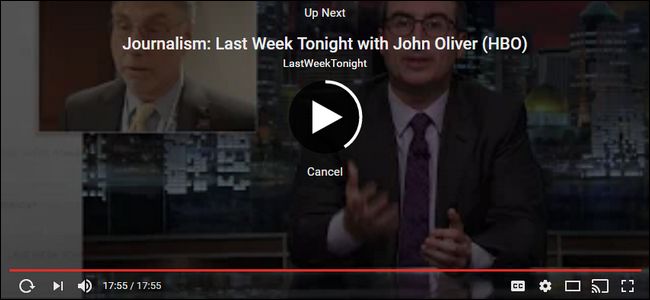 Up Next
Journalism: Last Week Tonight with John Oliver (HBO)
LastWeekTonight
Cancel
17:55 / 17:55
CC